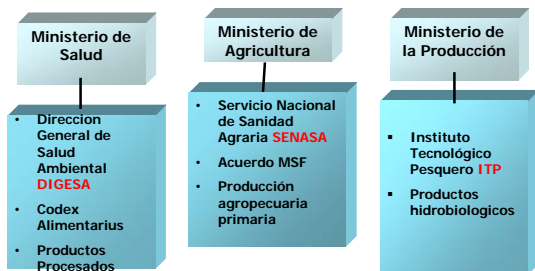 Ministerio de
Salud
• Direccion
General de
Salud
Ambiental
DIGESA
• Codex
Alimentarius
• Productos
Procesados
Ministerio de
Agricultura
• Servicio Nacional
de Sanidad
Agraria SENASA
• Acuerdo MSF
• Producción
agropecuaria
primaria
Ministerio de
la Producción
▪ Instituto
Tecnológico
Pesquero ITP
▪ Productos
hidrobiologicos